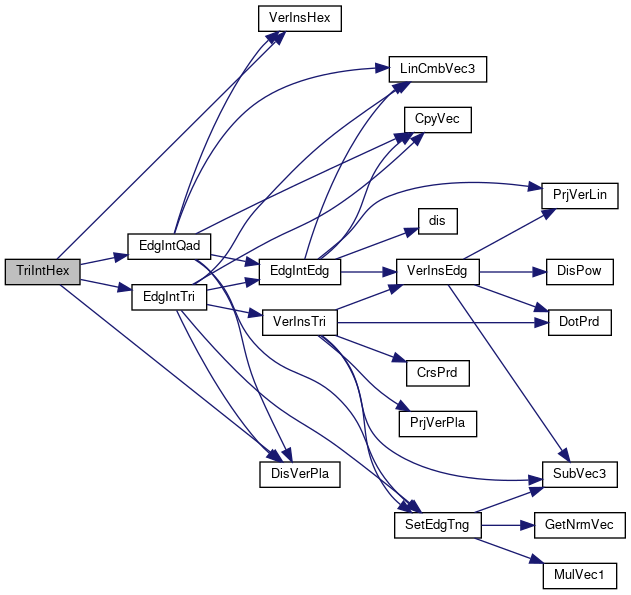 VerInsHex
LinCmbVec3
CpyVec
PrjVerLin
dis
EdgIntQad
TriIntHex
EdgIntEdg
VerInsEdg
DisPow
EdgIntTri
VerInsTri
DotPrd
CrsPrd
PrjVerPla
DisVerPla
SubVec3
SetEdgTng
GetNrmVec
MulVec1